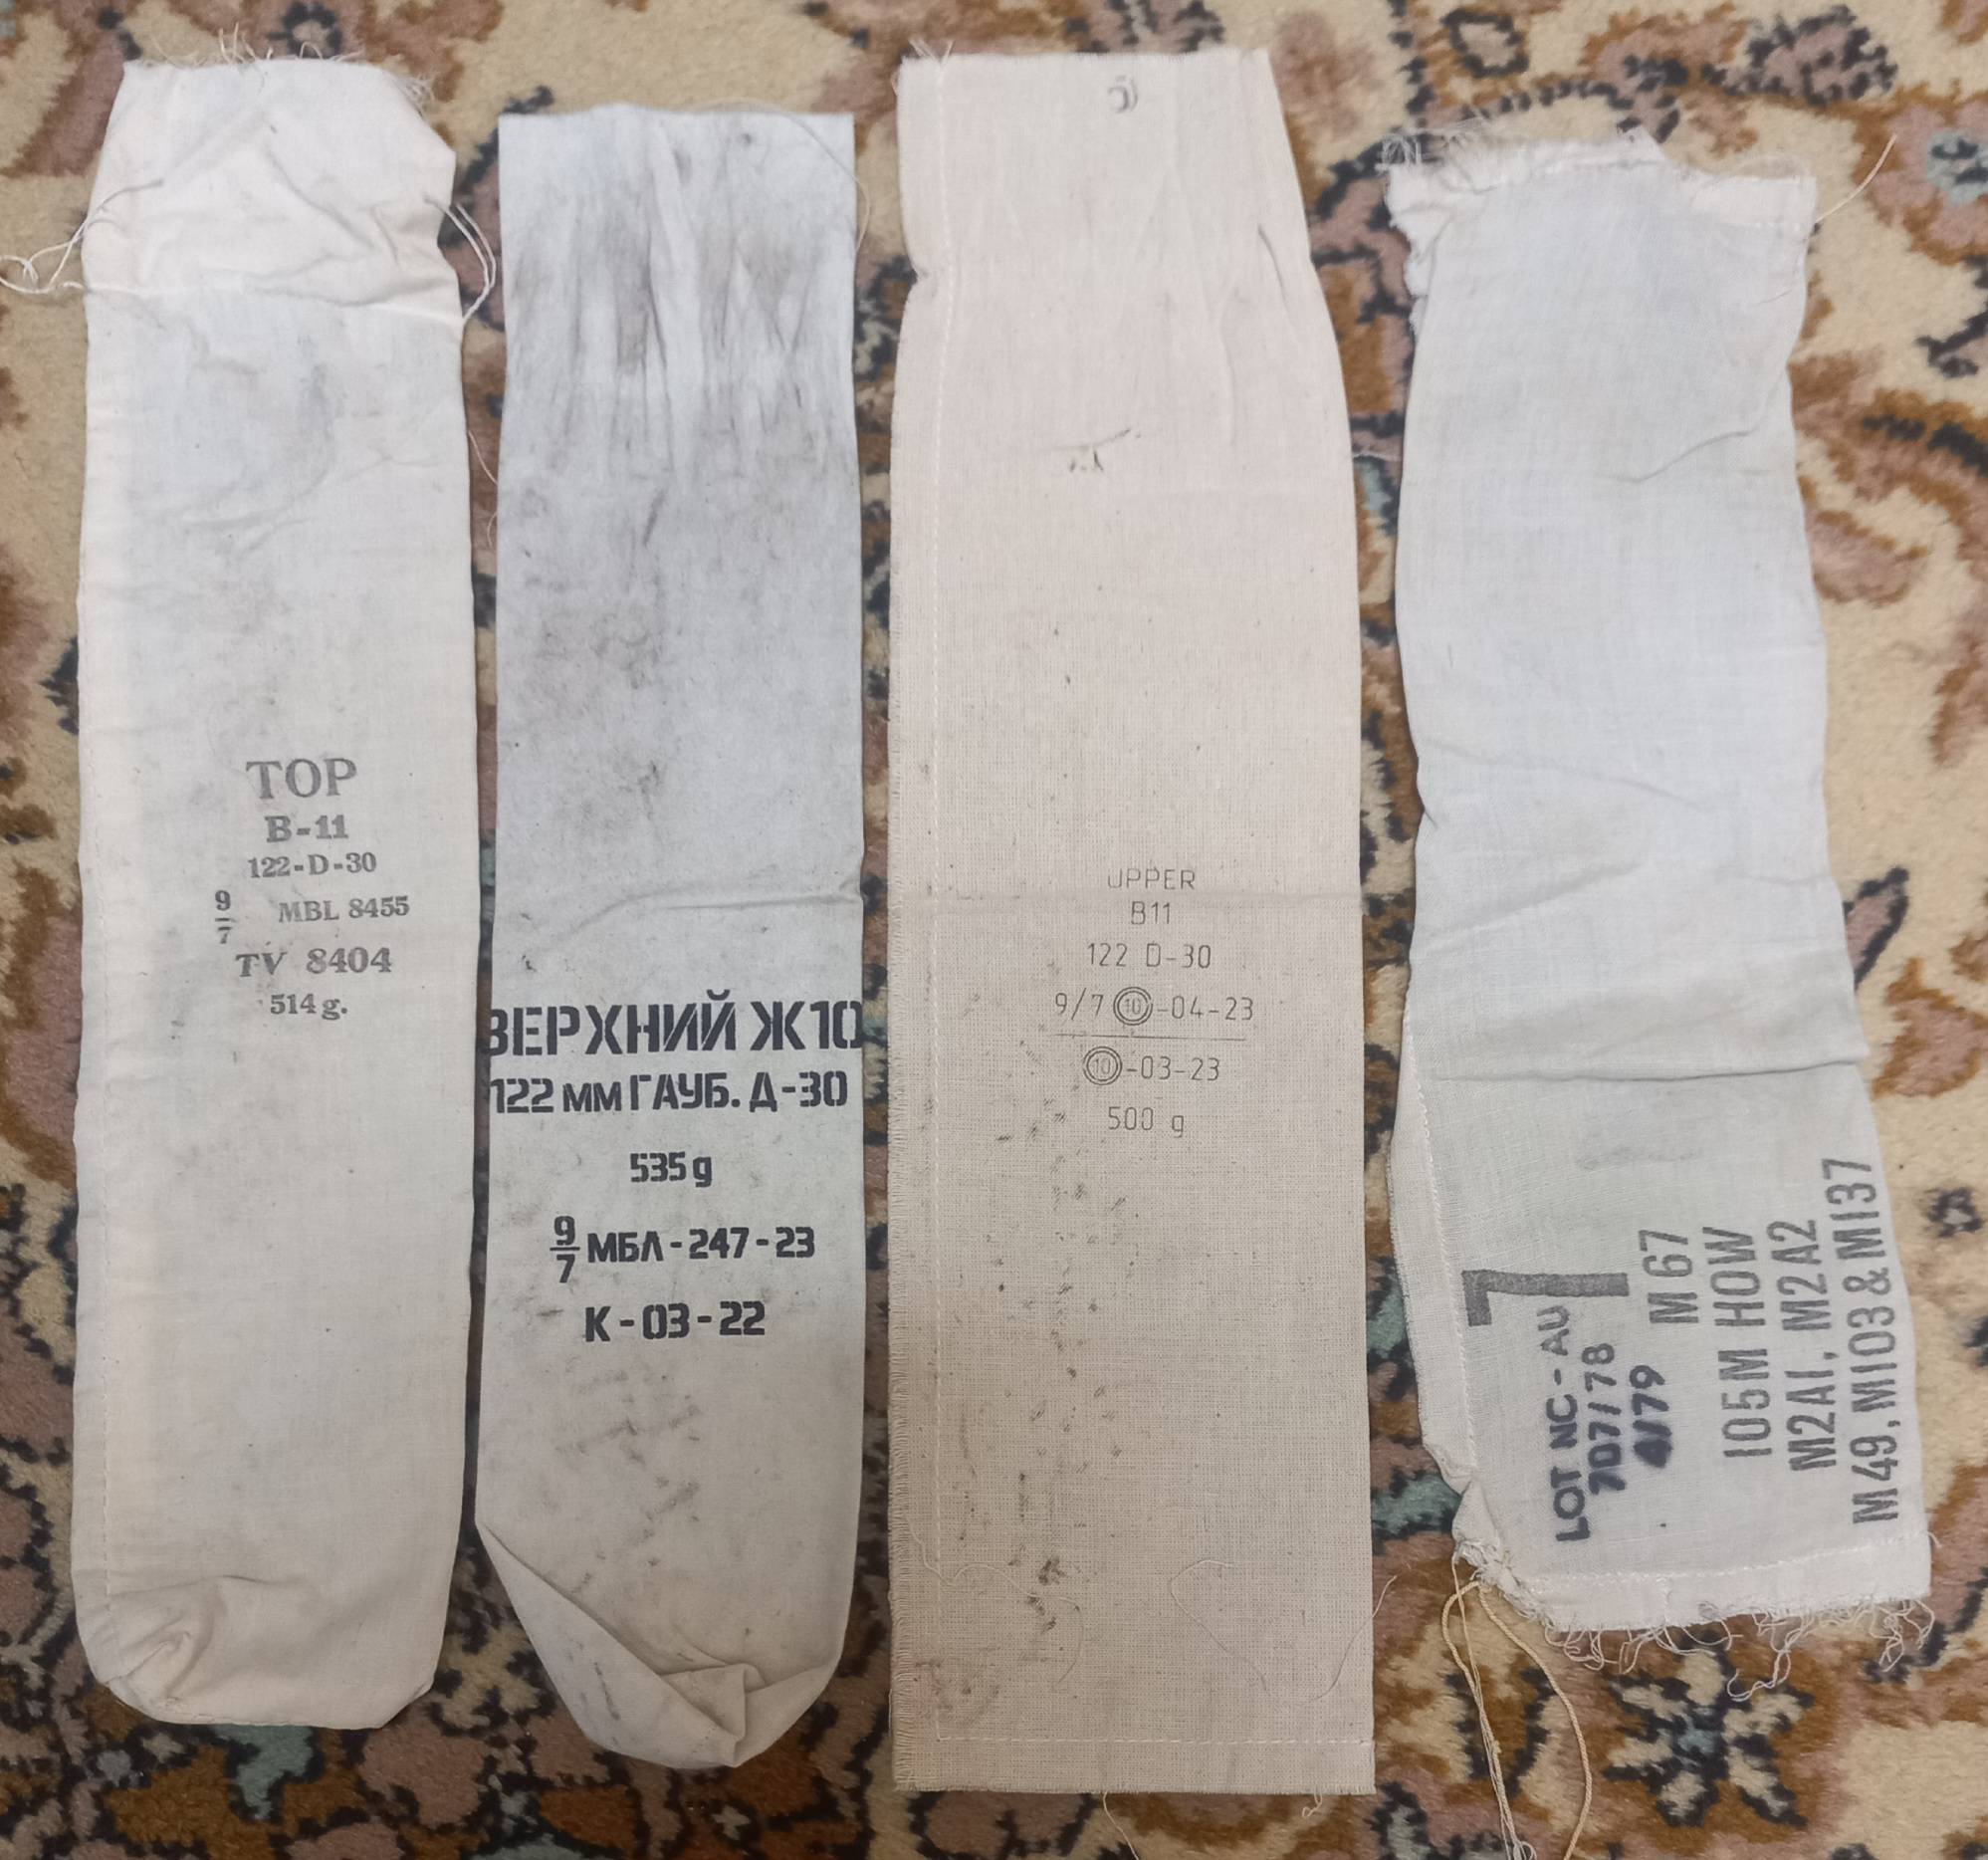 TOP
B-11
122-D-30
9/7 MBL 8455
TV 8404
514 g.
ВЕРХНИЙ Ж10
122 мм ГАУБ. Д-30
535 g
9/7 МБЛ-247-23
К-03-22
UPPER
B11
122 D-30
9/7 10-04-23
10-03-23
500 g
7
LOT NC-AU
707/78
4/79
M 67
105M HOW
M2A1, M2A2
M49, M103 & M137